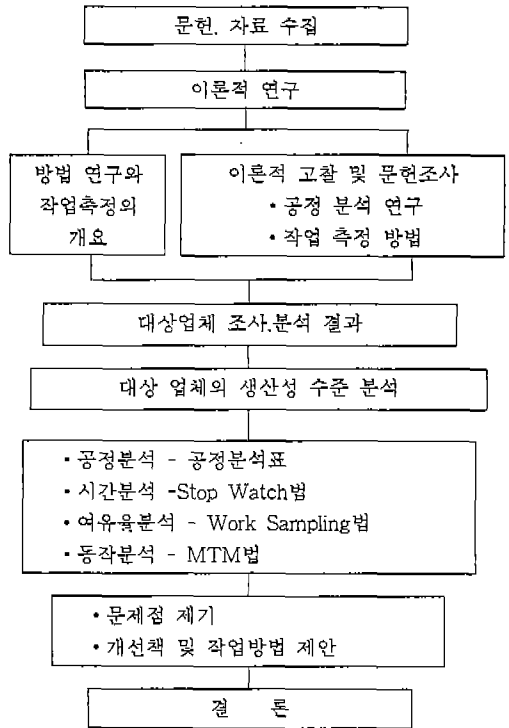 문헌, 자료 수집
이론적 연구
방법 연구와
작업측정의
개요
이론적 고찰 및 문헌조사
• 공정 분석 연구
• 작업 측정 방법
대상업체 조사.분석 결과
대상 업체의 생산성 수준 분석
• 공정분석 - 공정분석표
• 시간분석 -Stop Watch법
• 여유율분석 - Work Sampling법
• 동작분석 - MTM법
• 문제점 제기
• 개선책 및 작업방법 제안
결 론